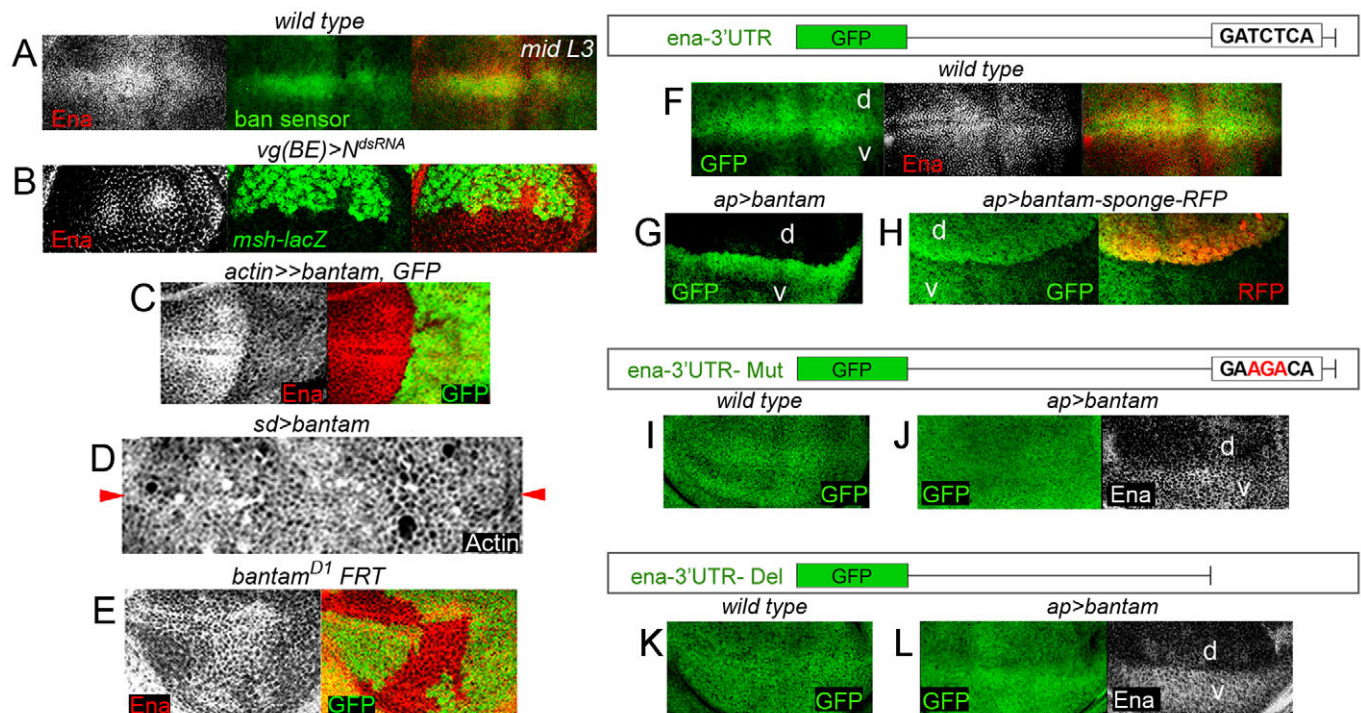 wild type
A
mid L3
Ena
ban sensor
vg(BE)>N^dsRNA
B
Ena
msh-lacZ
actin>>bantam, GFP
C
Ena
GFP
sd>bantam
D
Actin
bantam^D1 FRT
E
Ena
GFP
ena-3'UTR
GFP
GATCTCA
wild type
F
d
v
GFP
Ena
ap>bantam
G
d
v
GFP
ap>bantam-sponge-RFP
H
d
v
GFP
RFP
ena-3'UTR- Mut
GFP
GAAGACA
wild type
I
GFP
ap>bantam
J
GFP
Ena
d
v
ena-3'UTR- Del
GFP
wild type
K
GFP
ap>bantam
L
GFP
Ena
d
v